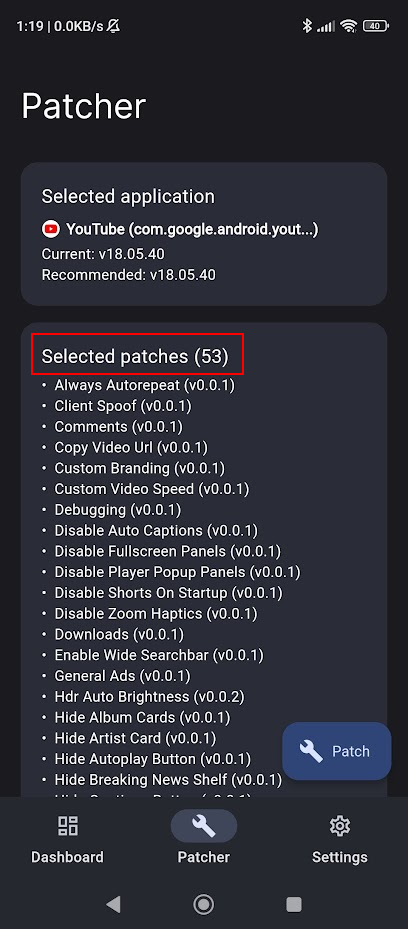 1:19 | 0.0KB/s
40
Patcher
Selected application
YouTube (com.google.android.yout...)
Current: v18.05.40
Recommended: v18.05.40
Selected patches (53)
• Always Autorepeat (v0.0.1)
• Client Spoof (v0.0.1)
• Comments (v0.0.1)
• Copy Video Url (v0.0.1)
• Custom Branding (v0.0.1)
• Custom Video Speed (v0.0.1)
• Debugging (v0.0.1)
• Disable Auto Captions (v0.0.1)
• Disable Fullscreen Panels (v0.0.1)
• Disable Player Popup Panels (v0.0.1)
• Disable Shorts On Startup (v0.0.1)
• Disable Zoom Haptics (v0.0.1)
• Downloads (v0.0.1)
• Enable Wide Searchbar (v0.0.1)
• General Ads (v0.0.1)
• Hdr Auto Brightness (v0.0.2)
• Hide Album Cards (v0.0.1)
• Hide Artist Card (v0.0.1)
• Hide Autoplay Button (v0.0.1)
• Hide Breaking News Shelf (v0.0.1)
Patch
Dashboard
Patcher
Settings